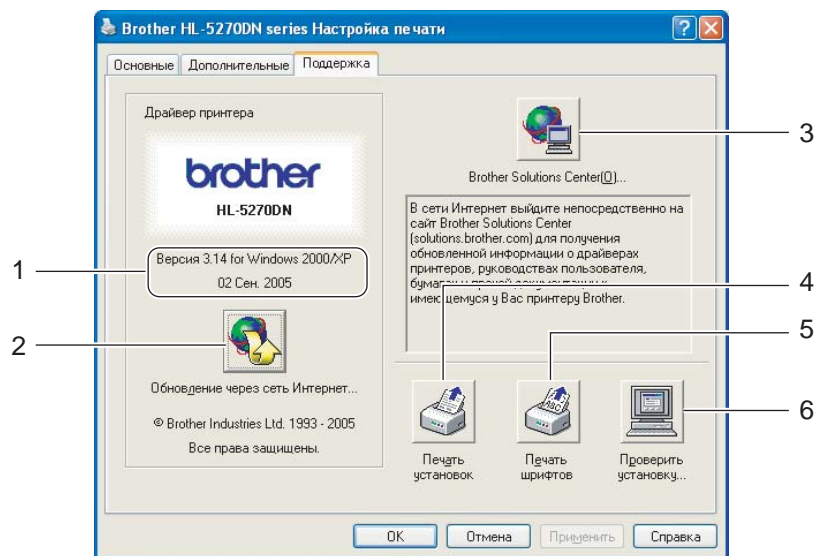 Brother HL-5270DN series Настройка печати
Основные Дополнительные Поддержка
Драйвер принтера
brother
HL-5270DN
Версия 3.14 for Windows 2000/XP
02 Сен. 2005
Обновление через сеть Интернет...
© Brother Industries Ltd. 1993 - 2005
Все права защищены.
Brother Solutions Center(O)...
В сети Интернет выйдите непосредственно на
сайт Brother Solutions Center
(solutions.brother.com) для получения
обновленной информации о драйверах
принтеров, руководствах пользователя,
бумагах и прочей документации к
имеющемуся у Вас принтеру Brother.
Печать
установок
Печать
шрифтов
Проверить
установку...
OK Отмена Применить Справка
1
2
3
4
5
6